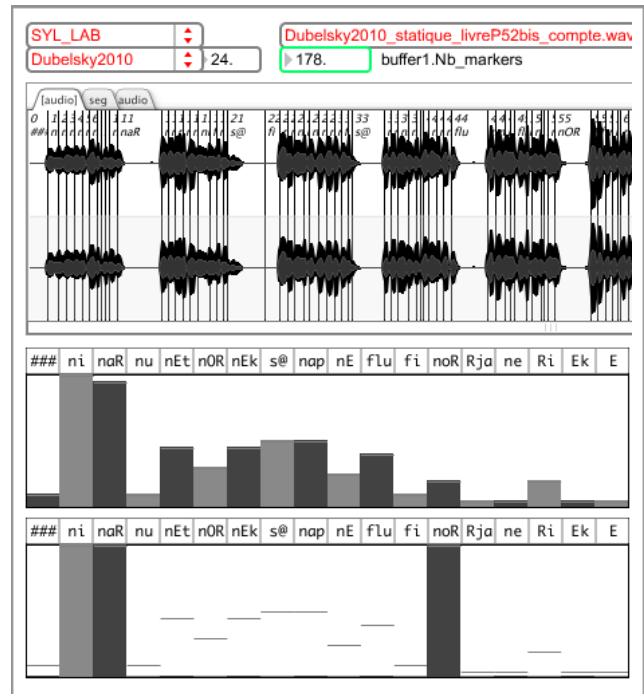 SYL_LAB Dubelsky2010_statique_livreP52bis_compte.wav
Dubelsky2010 24. 178. buffer1.Nb_markers
[audio] seg audio
0 11 21 33 44 55
### naR s@ fi s@ flu nOR
### ni naR nu nEt nOR nEk s@ nap nE flu fi noR Rja ne Ri Ek E
### ni naR nu nEt nOR nEk s@ nap nE flu fi noR Rja ne Ri Ek E